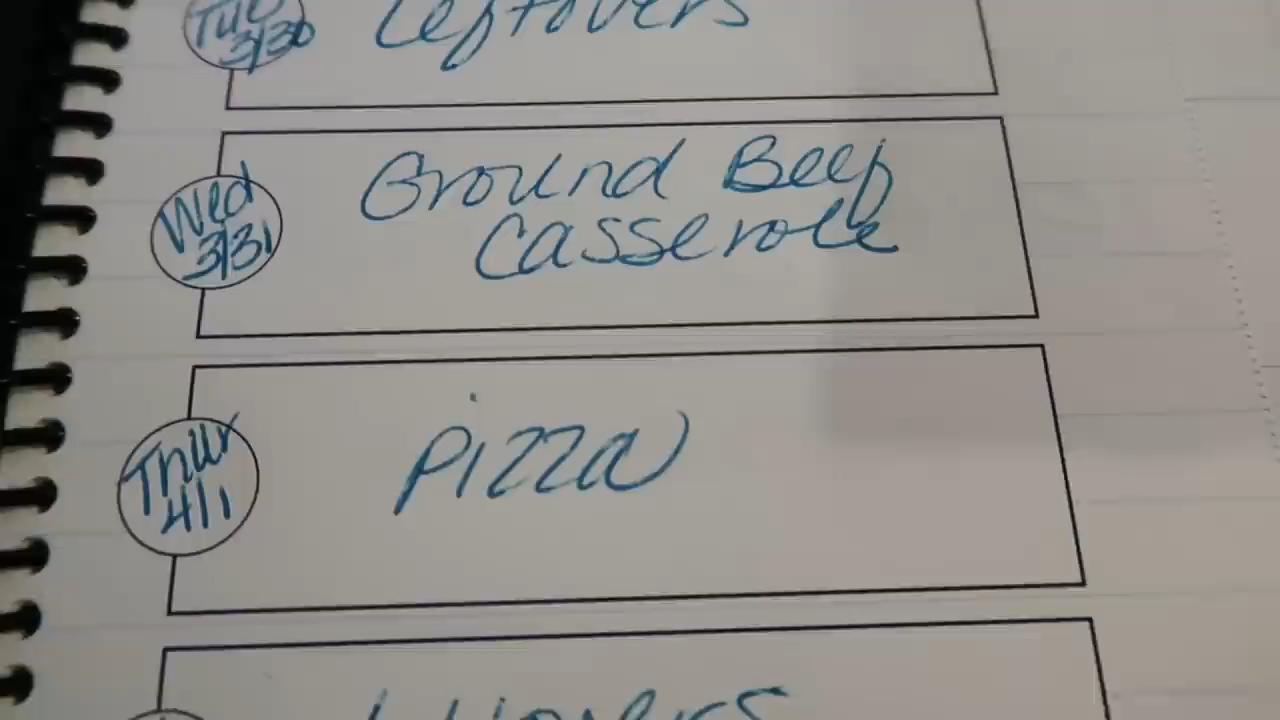 Tue
3/30
Leftovers
Wed
3/31
Ground Beef
Casserole
Thur
4/1
Pizza